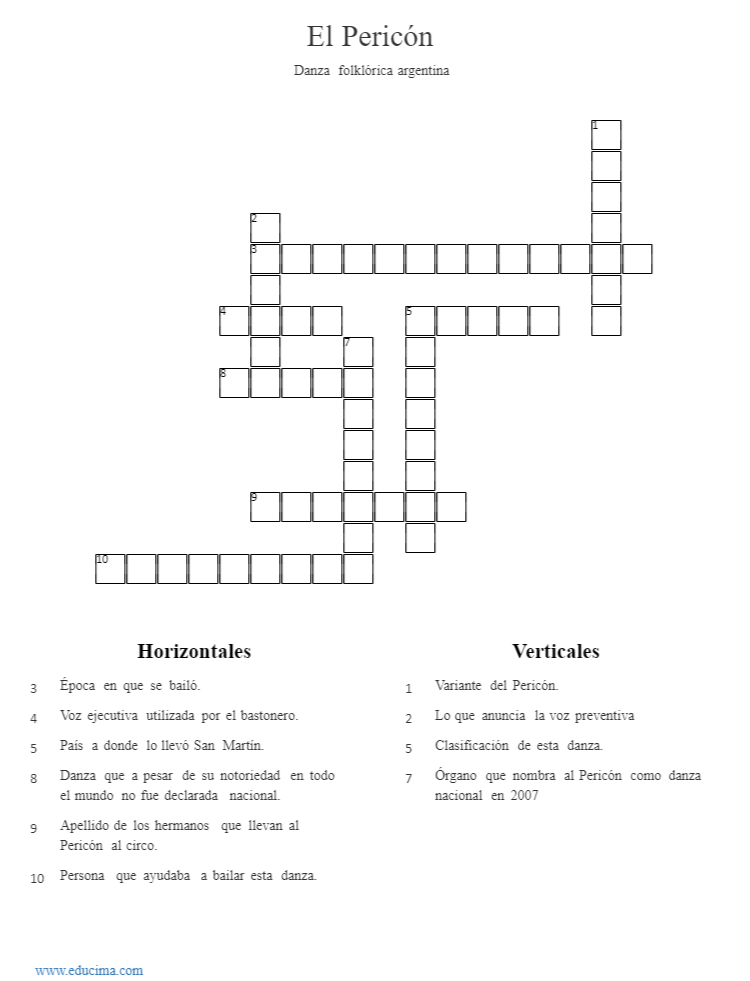 El Pericón
Danza folklórica argentina
1
2
3
4
5
7
8
9
10
Horizontales
3 Época en que se bailó.
4 Voz ejecutiva utilizada por el bastonero.
5 País a donde lo llevó San Martín.
8 Danza que a pesar de su notoriedad en todo
el mundo no fue declarada nacional.
9 Apellido de los hermanos que llevan al
Pericón al circo.
10 Persona que ayudaba a bailar esta danza.
Verticales
1 Variante del Pericón.
2 Lo que anuncia la voz preventiva
5 Clasificación de esta danza.
7 Órgano que nombra al Pericón como danza
nacional en 2007
www.educima.com